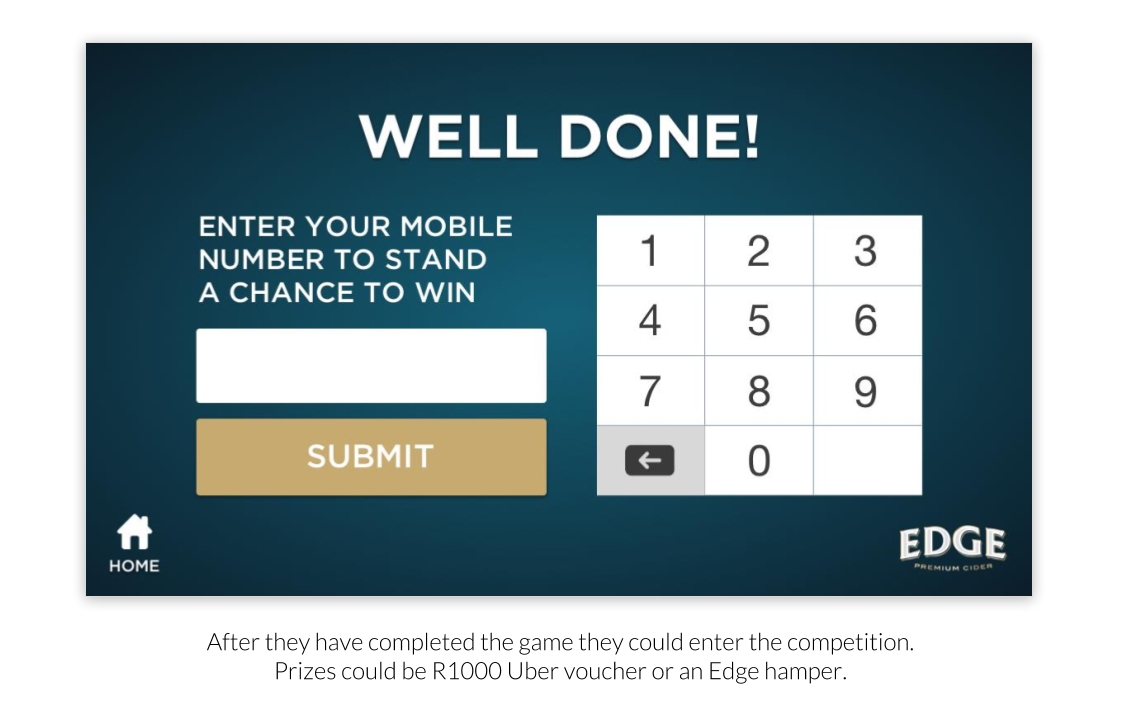 WELL DONE!
ENTER YOUR MOBILE
NUMBER TO STAND
A CHANCE TO WIN
SUBMIT
1 2 3
4 5 6
7 8 9
0
HOME
EDGE
PREMIUM CIDER
After they have completed the game they could enter the competition.
Prizes could be R1000 Uber voucher or an Edge hamper.